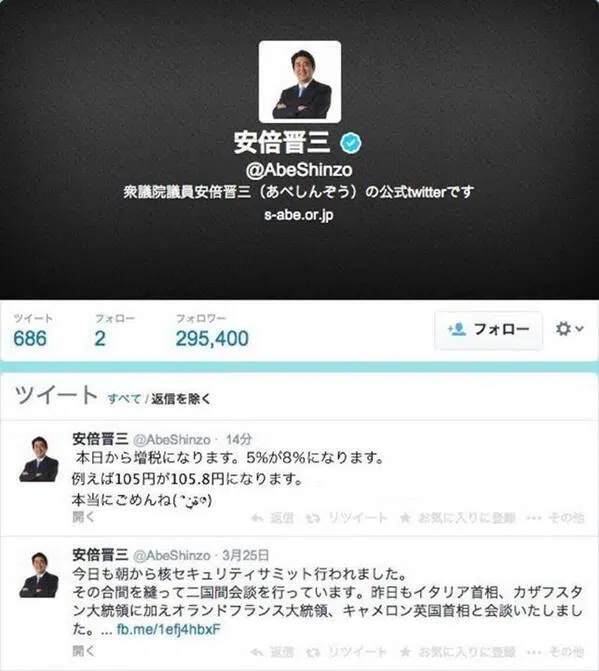 安倍晋三
@AbeShinzo
衆議院議員安倍晋三（あべしんぞう）の公式twitterです
s-abe.or.jp
ツイート フォロー フォロワー
686 2 295,400
フォロー
ツイート すべて / 返信を除く
安倍晋三 @AbeShinzo · 14分
本日から増税になります。5%が8%になります。
例えば105円が105.8円になります。
本当にごめんね(
開く 返信 リツイート お気に入りに登録 ••• その他
安倍晋三 @AbeShinzo · 3月25日
今日も朝から核セキュリティサミット行われました。
その合間を縫って二国間会談を行っています。昨日もイタリア首相、カザフスタ
ン大統領に加えオランドフランス大統領、キャメロン英国首相と会談いたしまし
た。... fb.me/1efj4hbxF
開く 返信 リツイート お気に入りに登録 ••• その他